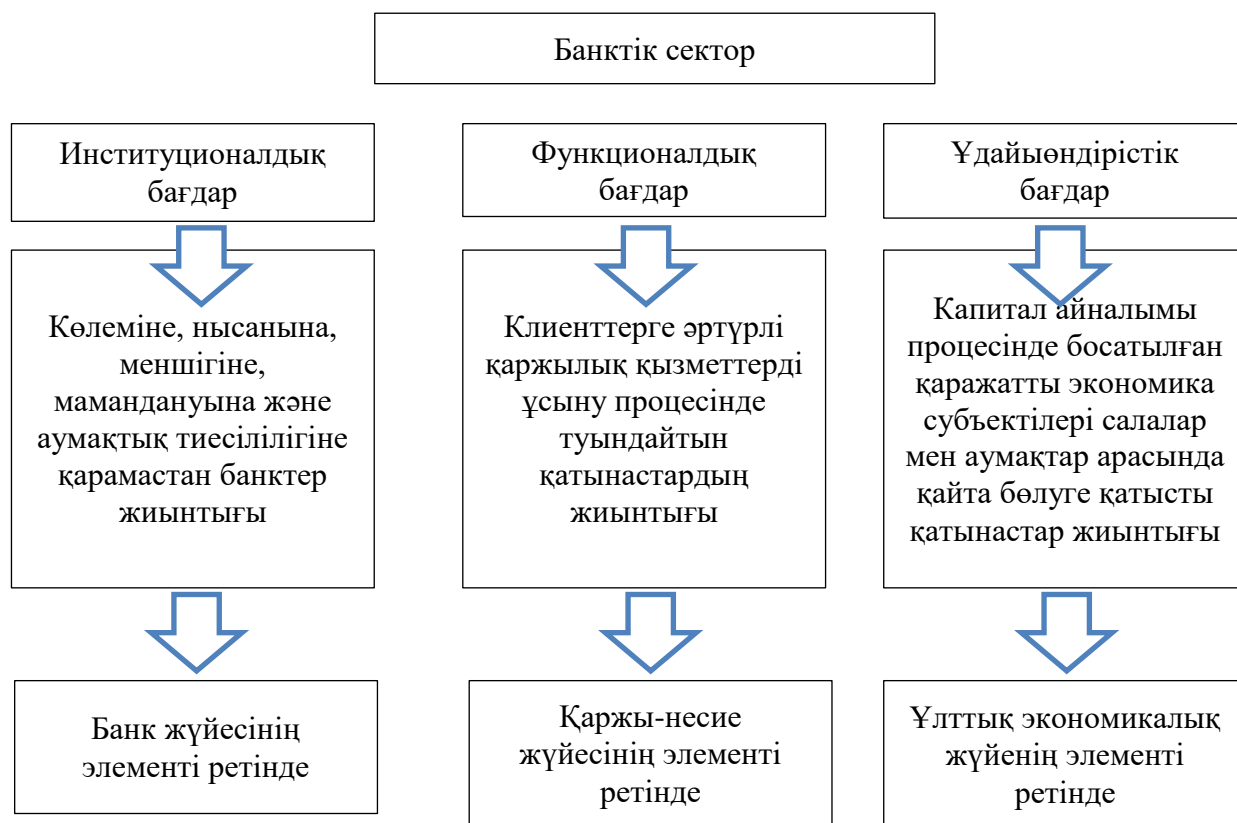 Банктік сектор
Институционалдық
бағдар
Функционалдық
бағдар
Ұдайыөндірістік
бағдар
Көлеміне, нысанына,
меншігіне,
мамандануына және
аумақтық тиесілілігіне
қарамастан банктер
жиынтығы
Клиенттерге әртүрлі
қаржылық қызметтерді
ұсыну процесінде
туындайтын
қатынастардың
жиынтығы
Капитал айналымы
процесінде босатылған
қаражатты экономика
субъектілері салалар
мен аумақтар арасында
қайта бөлуге қатысты
қатынастар жиынтығы
Банк жүйесінің
элементі ретінде
Қаржы-несие
жүйесінің элементі
ретінде
Ұлттық экономикалық
жүйенің элементі
ретінде